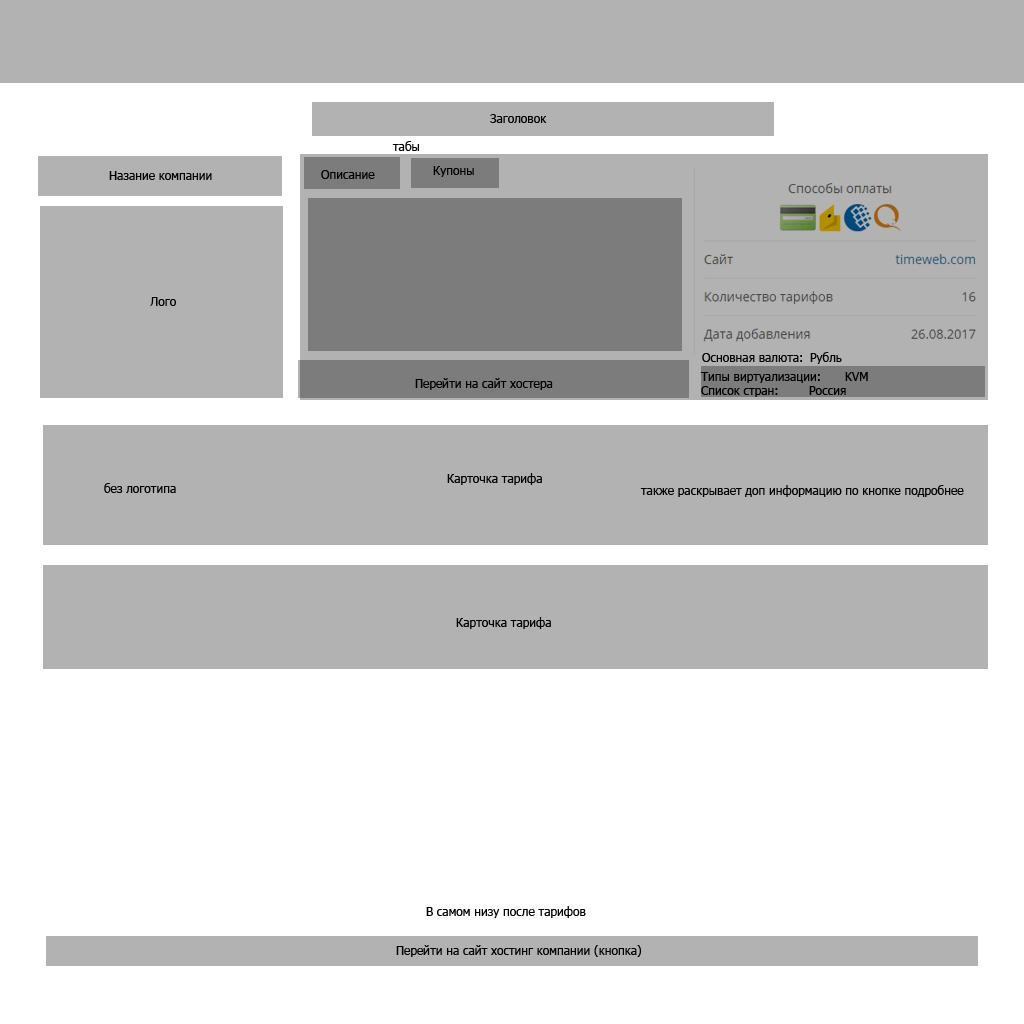 Заголовок
табы
Назание компании
Описание
Купоны
Способы оплаты
Лого
Сайт timeweb.com
Количество тарифов 16
Дата добавления 26.08.2017
Основная валюта: Рубль
Типы виртуализации: KVM
Список стран: Россия
Перейти на сайт хостера
без логотипа
Карточка тарифа
также раскрывает доп информацию по кнопке подробнее
Карточка тарифа
В самом низу после тарифов
Перейти на сайт хостинг компании (кнопка)